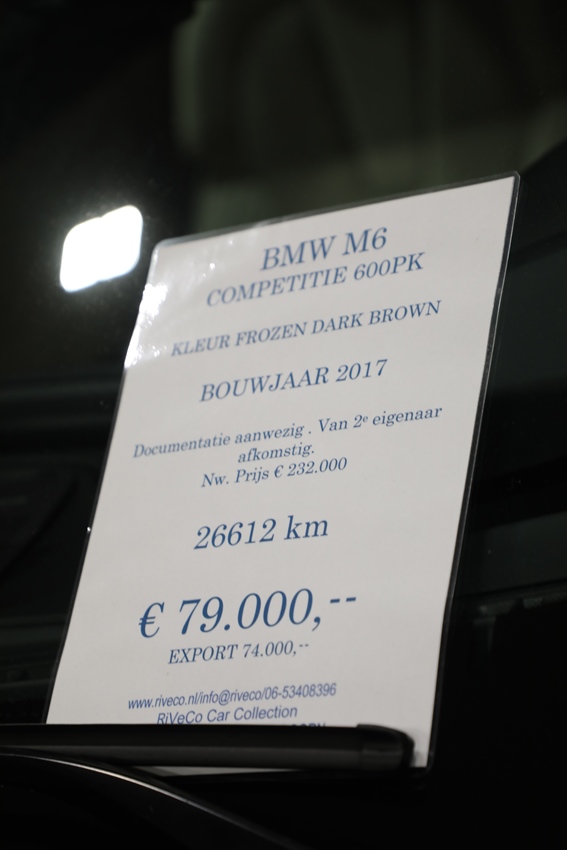 BMW M6
COMPETITIE 600PK
KLEUR FROZEN DARK BROWN
BOUWJAAR 2017
Documentatie aanwezig . Van 2e eigenaar
afkomstig.
Nw. Prijs € 232.000
26612 km
€ 79.000,--
EXPORT 74.000,--
www.riveco.nl/info@riveco/06-53408396
RiVeCo Car Collection